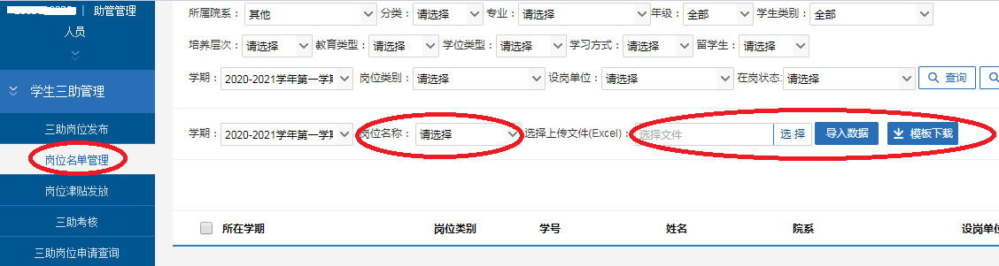 助管管理
人员
学生三助管理
三助岗位发布
岗位名单管理
岗位津贴发放
三助考核
三助岗位申请查询
所属院系： 其他 分类： 请选择 专业： 请选择 年级： 全部 学生类别： 全部
培养层次： 请选择 教育类型： 请选择 学位类型： 请选择 学习方式： 请选择 留学生： 请选择
学期： 2020-2021学年第一学期 岗位类别： 请选择 设岗单位： 请选择 在岗状态: 请选择 查询
学期： 2020-2021学年第一学期 岗位名称： 请选择 选择上传文件(Excel)： 选择文件 选 择 导入数据 模板下载
所在学期 岗位类别 学号 姓名 院系 设岗单位